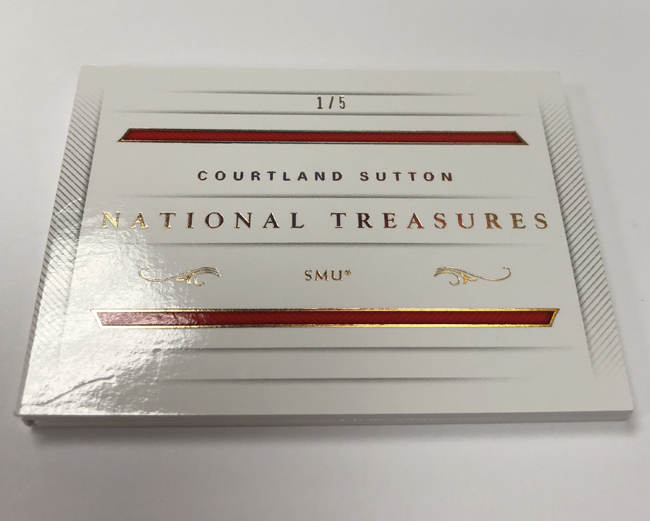 1/5
COURTLAND SUTTON
NATIONAL TREASURES
SMU®